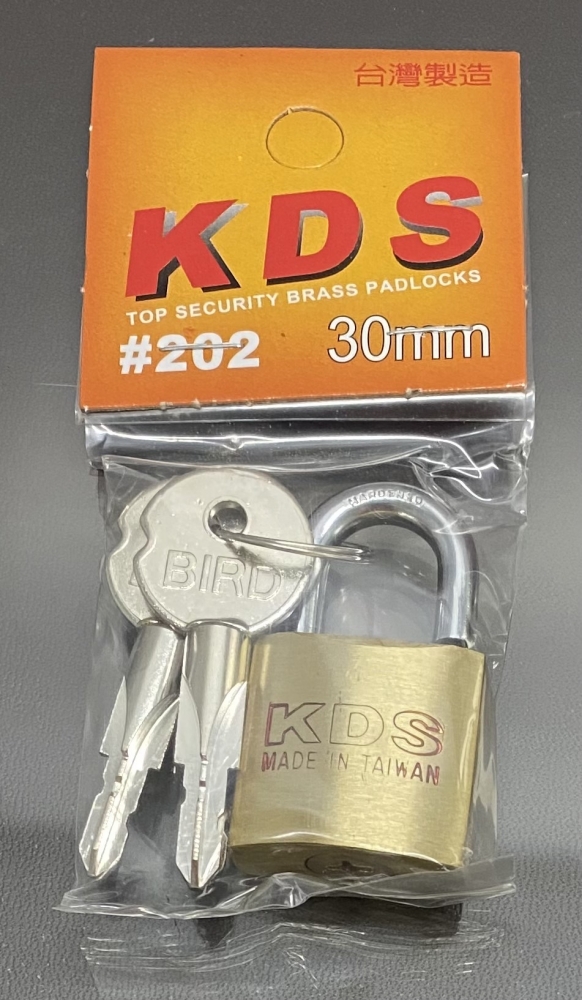 台灣製造
KDS
TOP SECURITY BRASS PADLOCKS
#202
30mm
HARDENED
BIRD
KDS
MADE IN TAIWAN